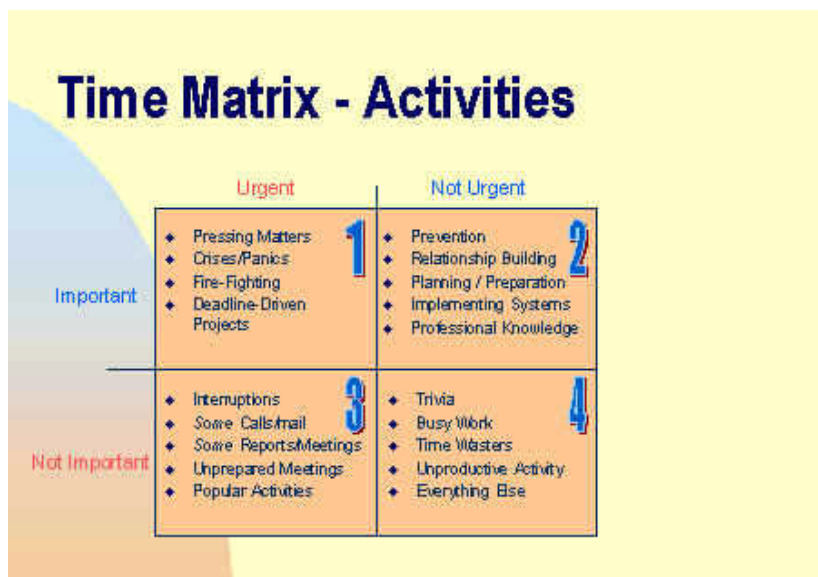 Time Matrix - Activities
Urgent
Not Urgent
Important
1
Pressing Matters
Crises/Panics
Fire-Fighting
Deadline-Driven
Projects
2
Prevention
Relationship Building
Planning / Preparation
Implementing Systems
Professional Knowledge
Not Important
3
Interruptions
Some Calls/mail
Some Reports/Meetings
Unprepared Meetings
Popular Activities
4
Trivia
Busy Work
Time Wasters
Unproductive Activity
Everything Else